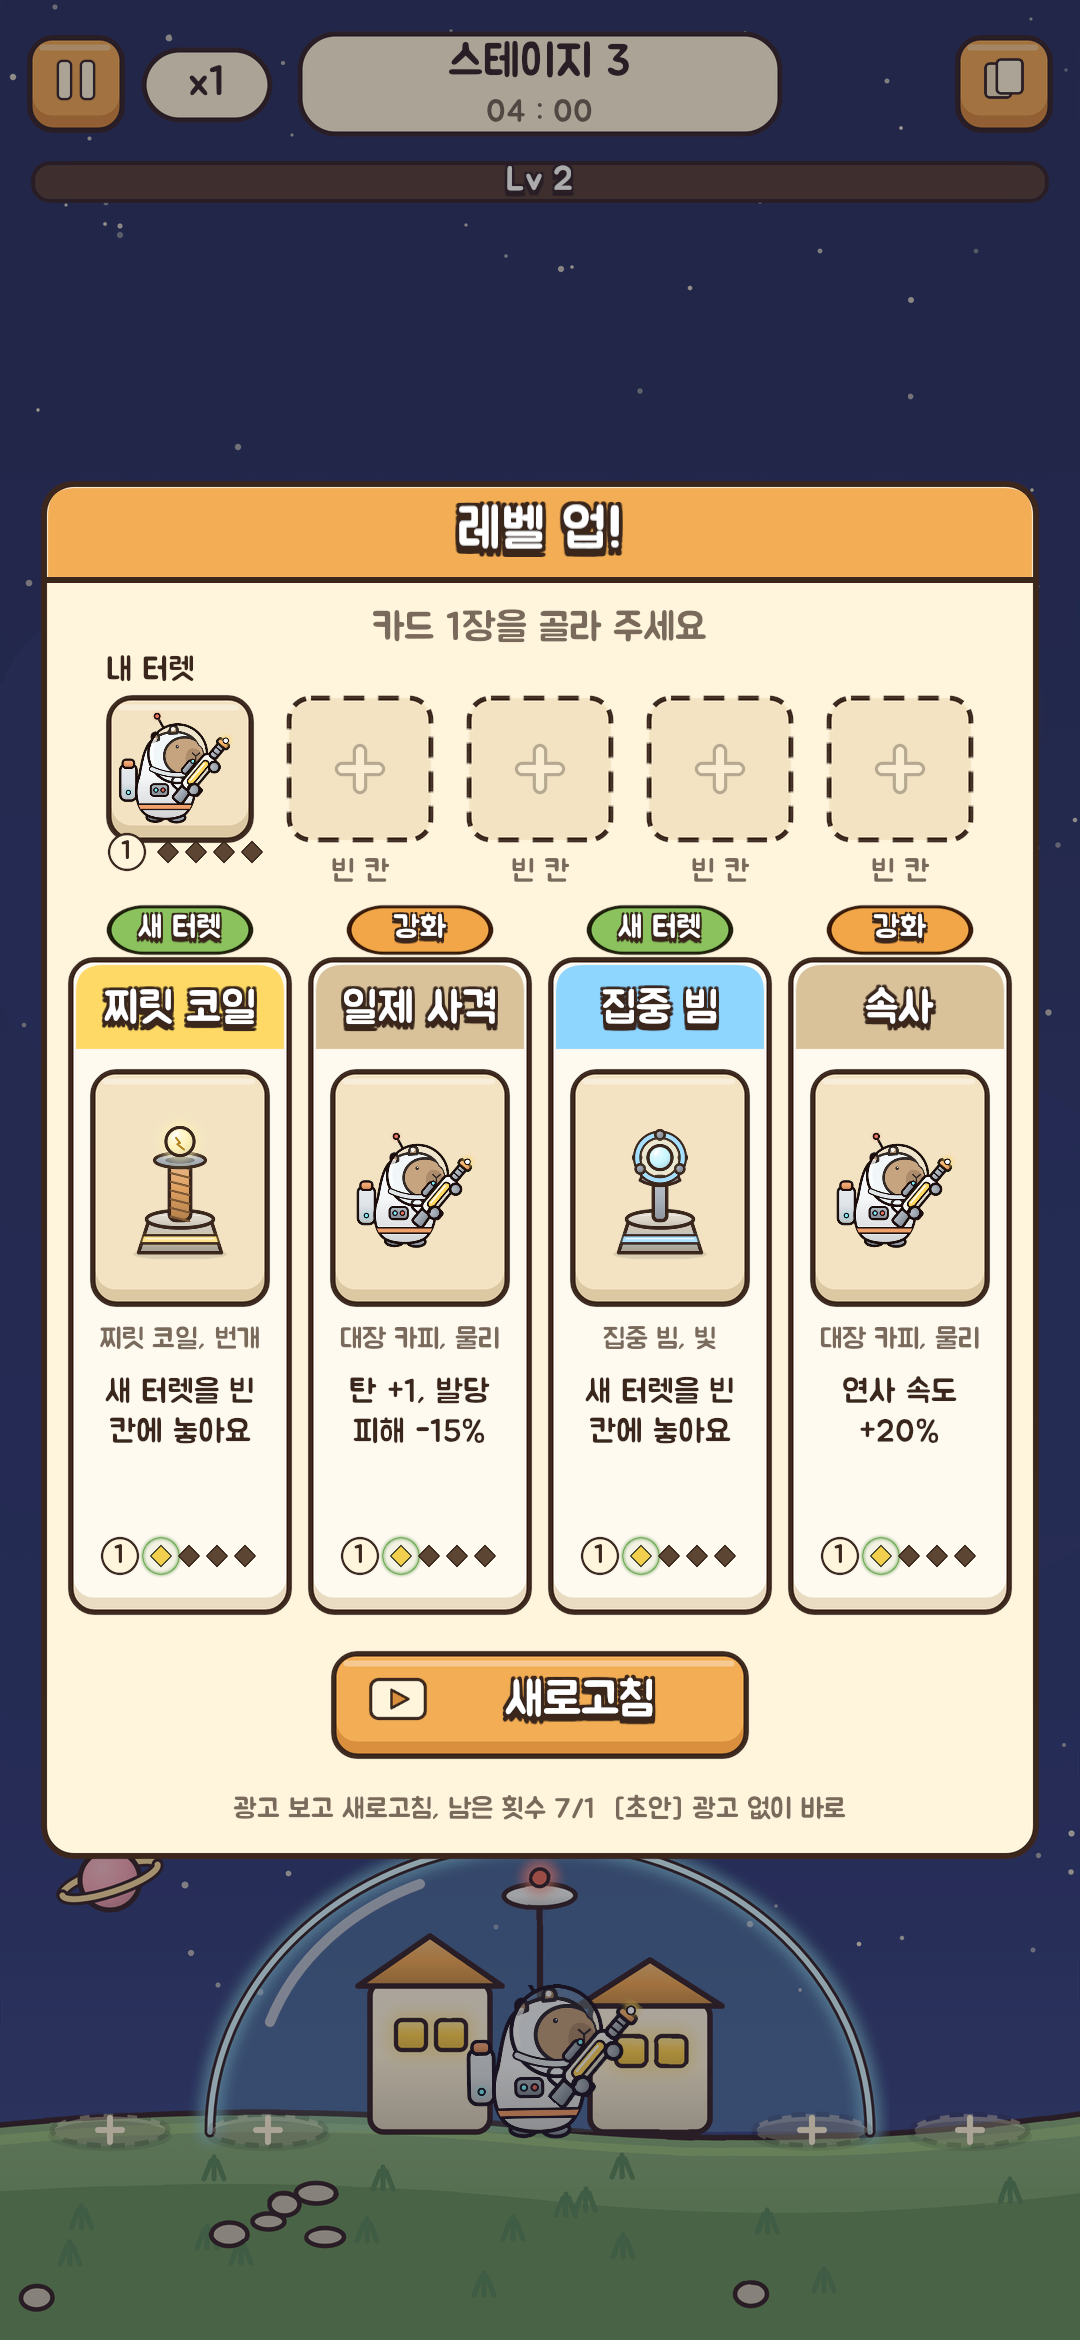 x1
스테이지 3
04 : 00
Lv 2
레벨 업!
카드 1장을 골라 주세요
내 터렛
1
빈 칸
빈 칸
빈 칸
빈 칸
새 터렛
강화
새 터렛
강화
찌릿 코일
일제 사격
집중 빔
속사
찌릿 코일, 번개
대장 카피, 물리
집중 빔, 빛
대장 카피, 물리
새 터렛을 빈
칸에 놓아요
탄 +1, 발당
피해 -15%
새 터렛을 빈
칸에 놓아요
연사 속도
+20%
1
1
1
1
새로고침
광고 보고 새로고침, 남은 횟수 7/1 [초안] 광고 없이 바로